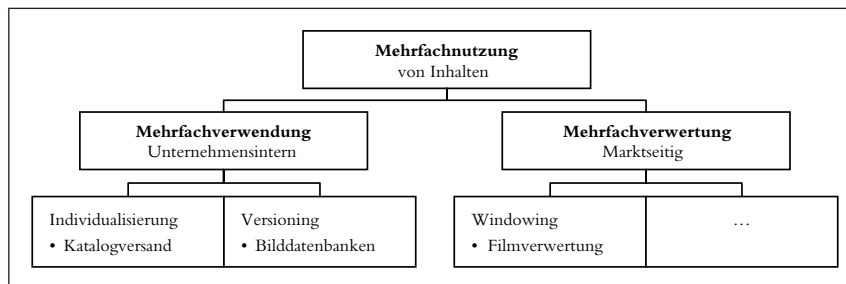 Mehrfachnutzung
von Inhalten
Mehrfachverwendung
Unternehmensintern
Mehrfachverwertung
Marktseitig
Individualisierung
• Katalogversand
Versioning
• Bilddatenbanken
Windowing
• Filmverwertung
…